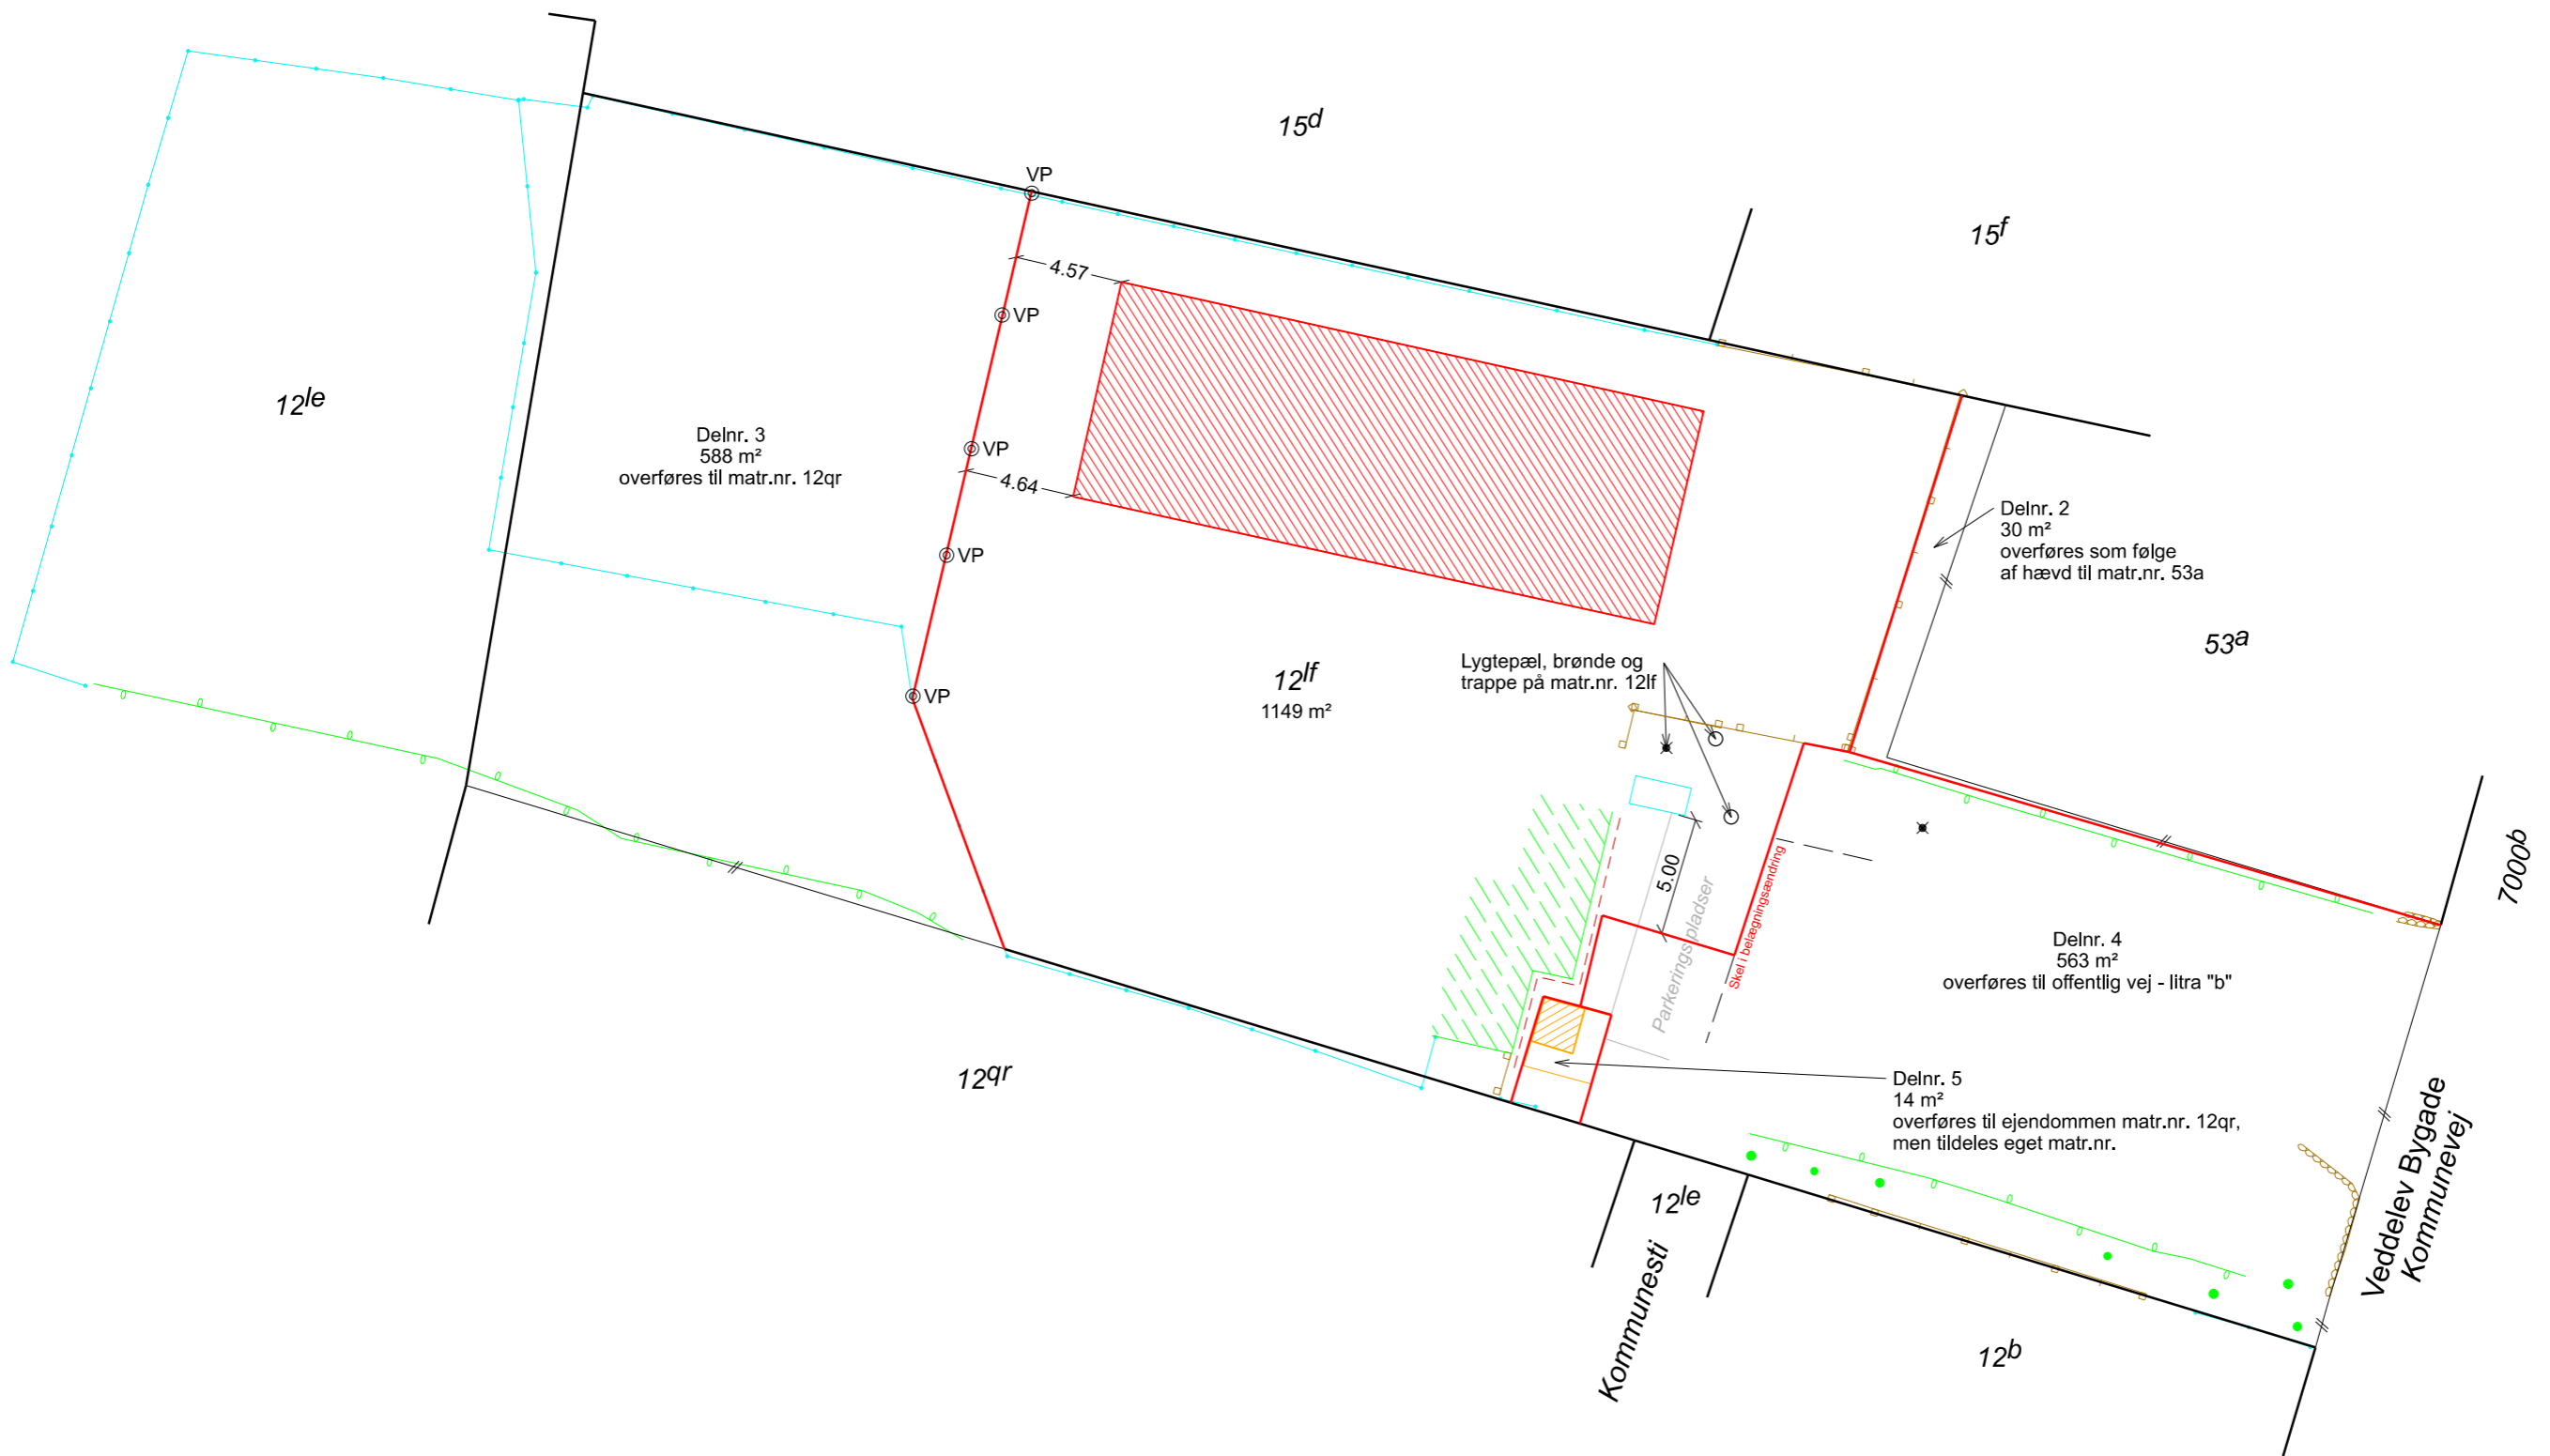 15d
VP
15f
4.57
VP
12le
Delnr. 3
588 m²
overføres til matr.nr. 12qr
VP
4.64
Delnr. 2
30 m²
overføres som følge
af hævd til matr.nr. 53a
VP
53a
Lygtepæl, brønde og
trappe på matr.nr. 12lf
12lf
1149 m²
VP
5.00
Parkeringspladser
Skel i belægningsændring
7000b
Delnr. 4
563 m²
overføres til offentlig vej - litra "b"
12qr
Delnr. 5
14 m²
overføres til ejendommen matr.nr. 12qr,
men tildeles eget matr.nr.
Veddelev Bygade
Kommunevej
12le
Kommunesti
12b